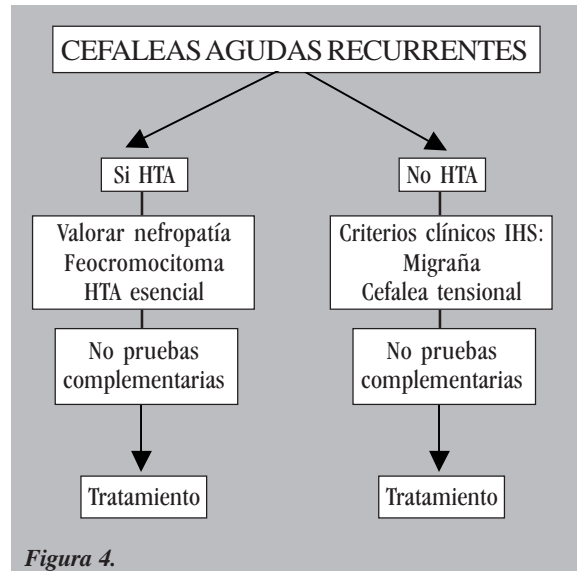 CEFALEAS AGUDAS RECURRENTES
Si HTA
No HTA
Valorar nefropatía
Feocromocitoma
HTA esencial
Criterios clínicos IHS:
Migraña
Cefalea tensional
No pruebas
complementarias
No pruebas
complementarias
Tratamiento
Tratamiento
Figura 4.